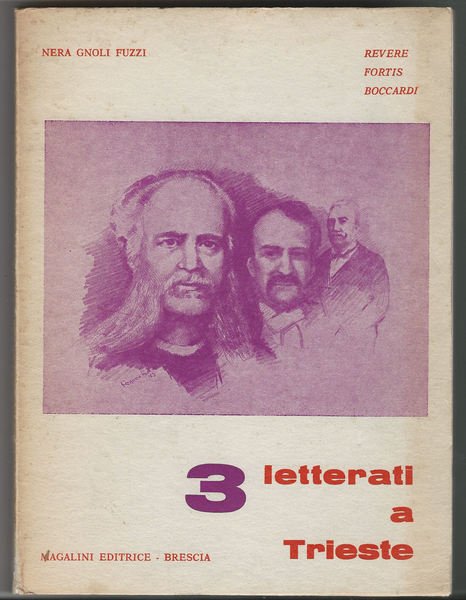 NERA GNOLI FUZZI
REVERE
FORTIS
BOCCARDI
3 letterati
a
Trieste
MAGALINI EDITRICE - BRESCIA